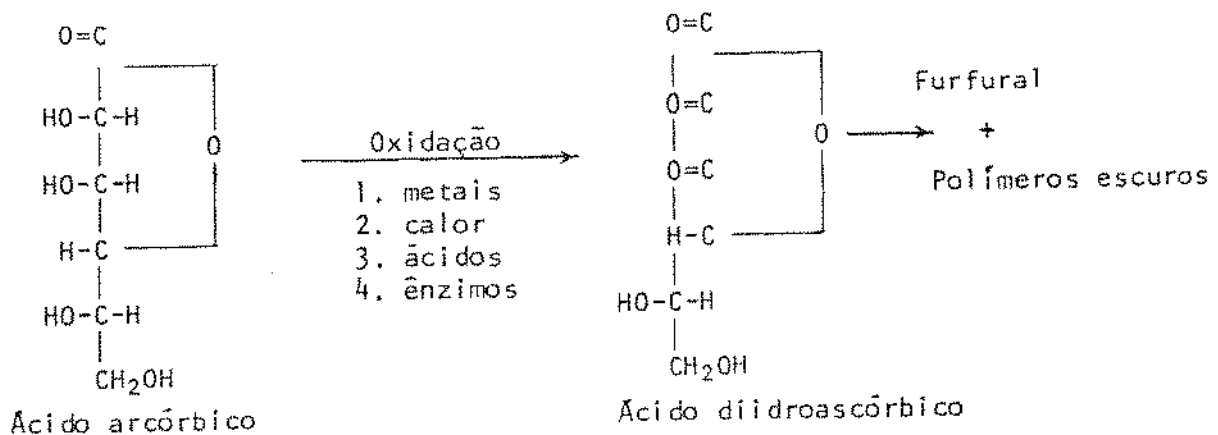 O=C
HO-C-H
O
HO-C-H
H-C
HO-C-H
CH2OH
Ácido arcórbico
Oxidação
1. metais
2. calor
3. ácidos
4. ênzimos
O=C
O=C
O
O=C
H-C
HO-C-H
CH2OH
Ácido diidroascórbico
Furfural
+
Polímeros escuros